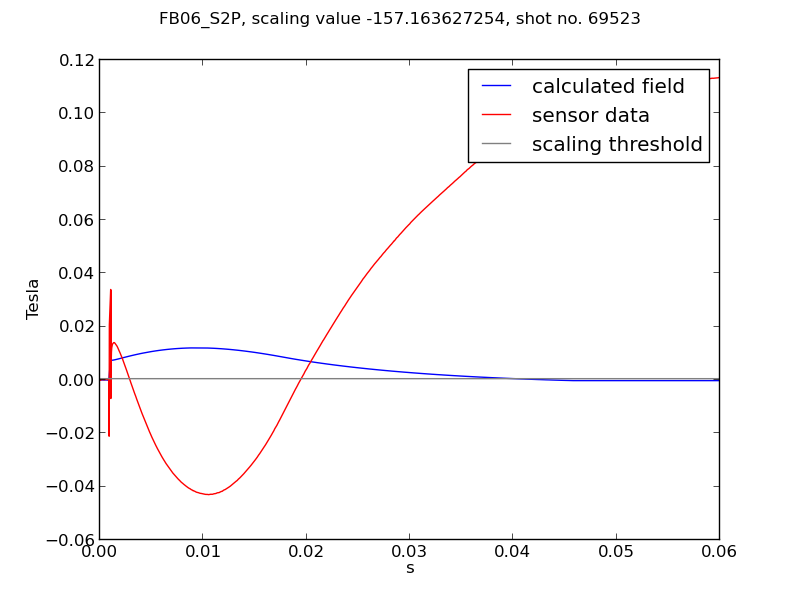 FB06_S2P, scaling value -157.163627254, shot no. 69523
0.12
0.10
0.08
0.06
0.04
0.02
0.00
−0.02
−0.04
−0.06
Tesla
calculated field
sensor data
scaling threshold
0.00 0.01 0.02 0.03 0.04 0.05 0.06
s